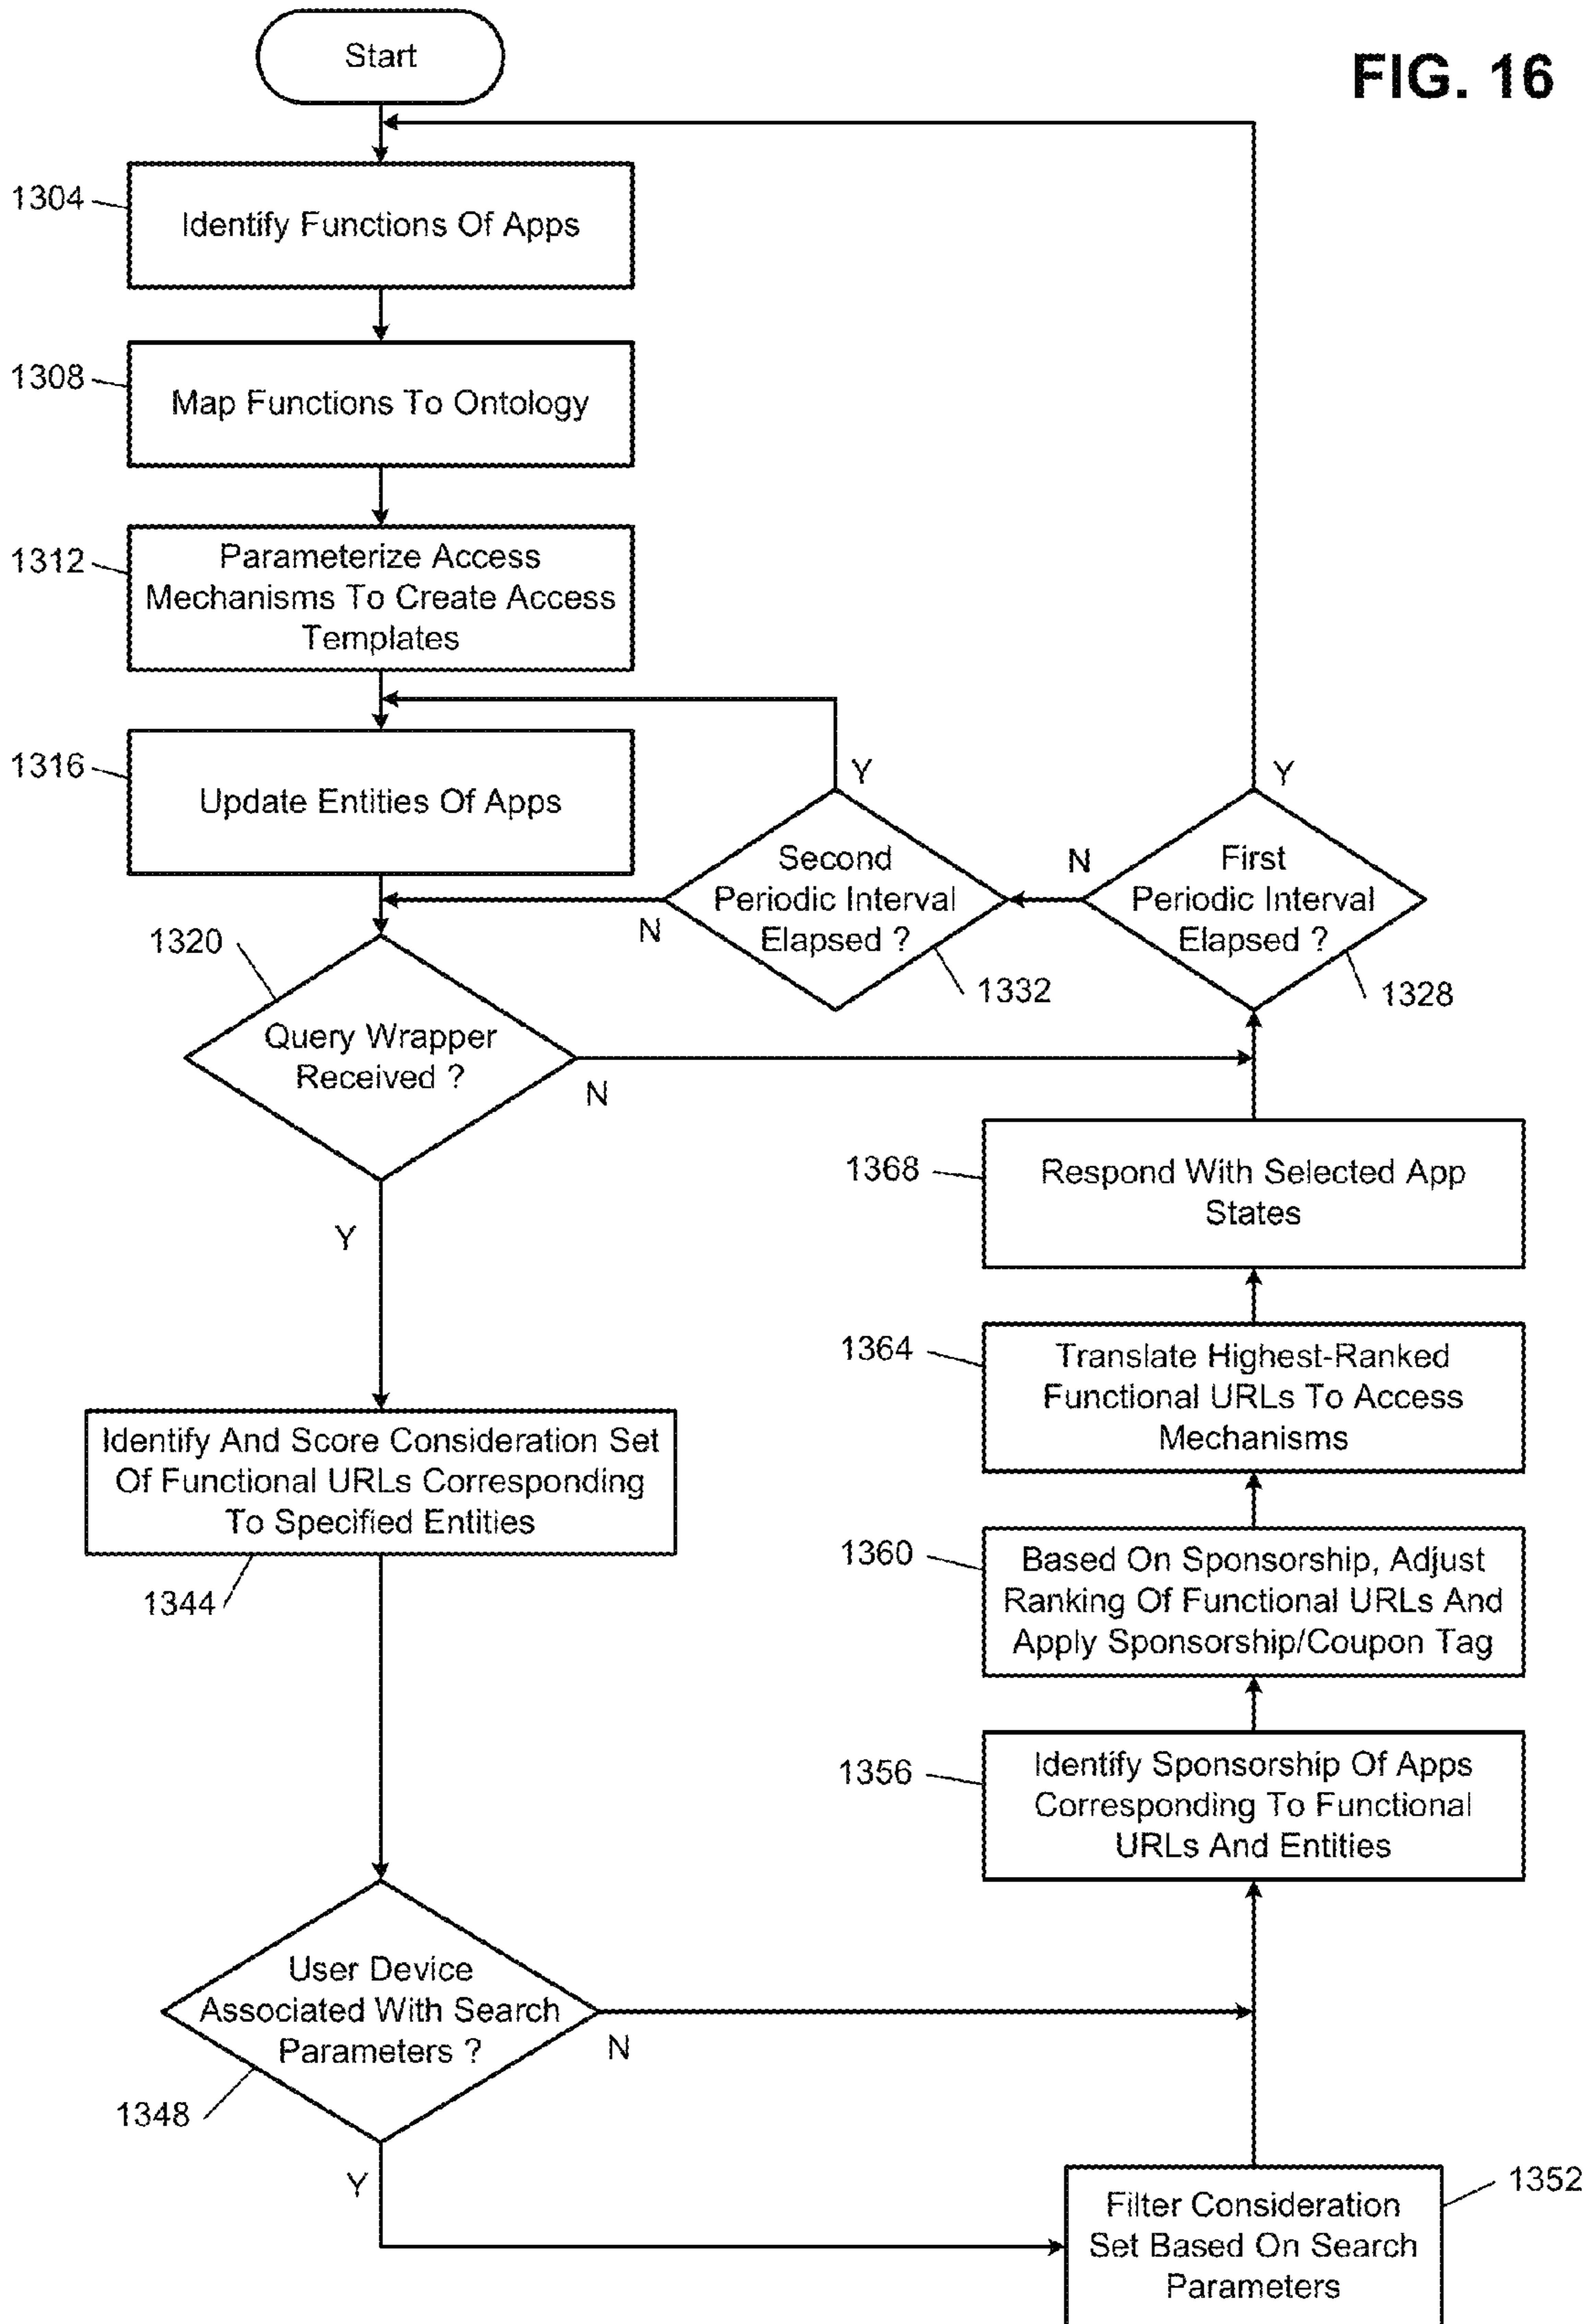 Start
FIG. 16
1304
Identify Functions Of Apps
1308
Map Functions To Ontology
1312
Parameterize Access
Mechanisms To Create Access
Templates
1316
Update Entities Of Apps
Y
Second
Periodic Interval
Elapsed ?
N
1332
Y
First
Periodic Interval
Elapsed ?
N
1328
1320
Query Wrapper
Received ?
N
Y
1344
Identify And Score Consideration Set
Of Functional URLs Corresponding
To Specified Entities
User Device
Associated With Search
Parameters ?
N
1348
Y
1352
Filter Consideration
Set Based On Search
Parameters
1356
Identify Sponsorship Of Apps
Corresponding To Functional
URLs And Entities
1360
Based On Sponsorship, Adjust
Ranking Of Functional URLs And
Apply Sponsorship/Coupon Tag
1364
Translate Highest-Ranked
Functional URLs To Access
Mechanisms
1368
Respond With Selected App
States